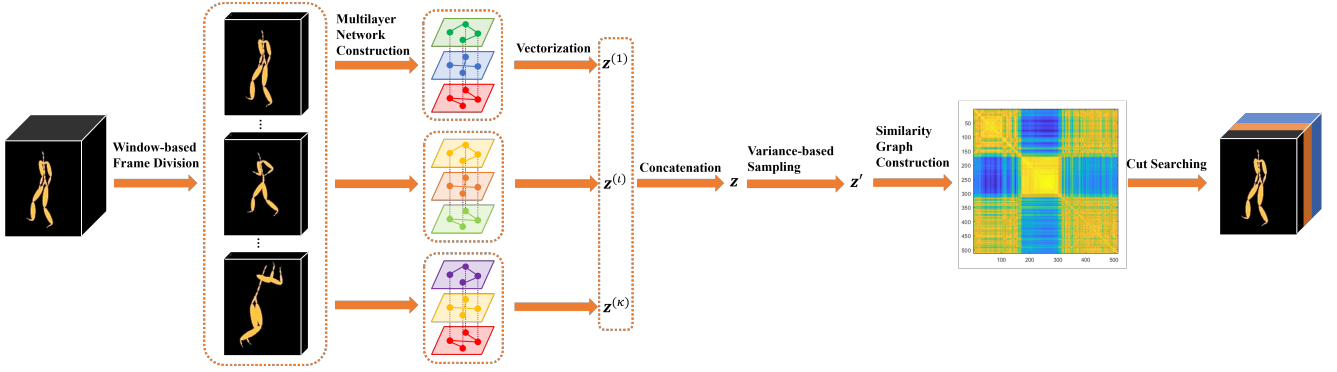 Window-based
Frame Division
...
...
Multilayer
Network
Construction
Vectorization
z^(1)
z^(ι)
z^(κ)
Concatenation
z
Variance-based
Sampling
z′
Similarity
Graph
Construction
50
100
150
200
250
300
350
400
450
500
100
200
300
400
500
Cut Searching